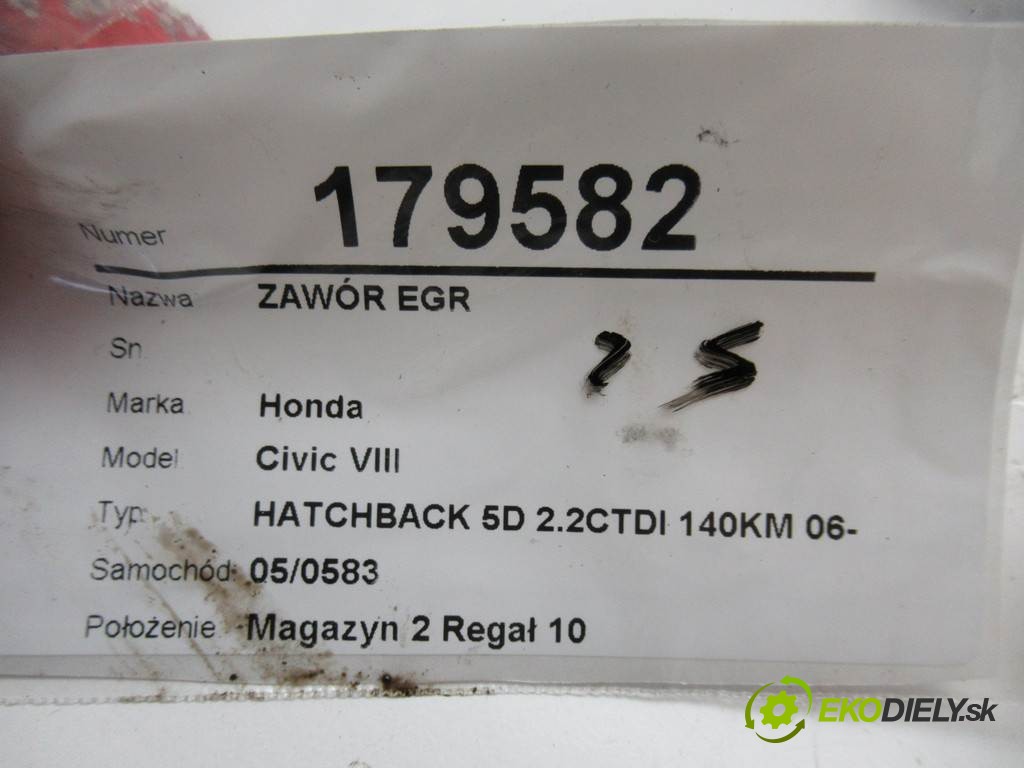 Numer 179582
Nazwa ZAWÓR EGR
Sn
25
Marka Honda
Model Civic VIII
Typ: HATCHBACK 5D 2.2CTDI 140KM 06-
Samochód: 05/0583
Położenie Magazyn 2 Regał 10
EKODIELY.sk